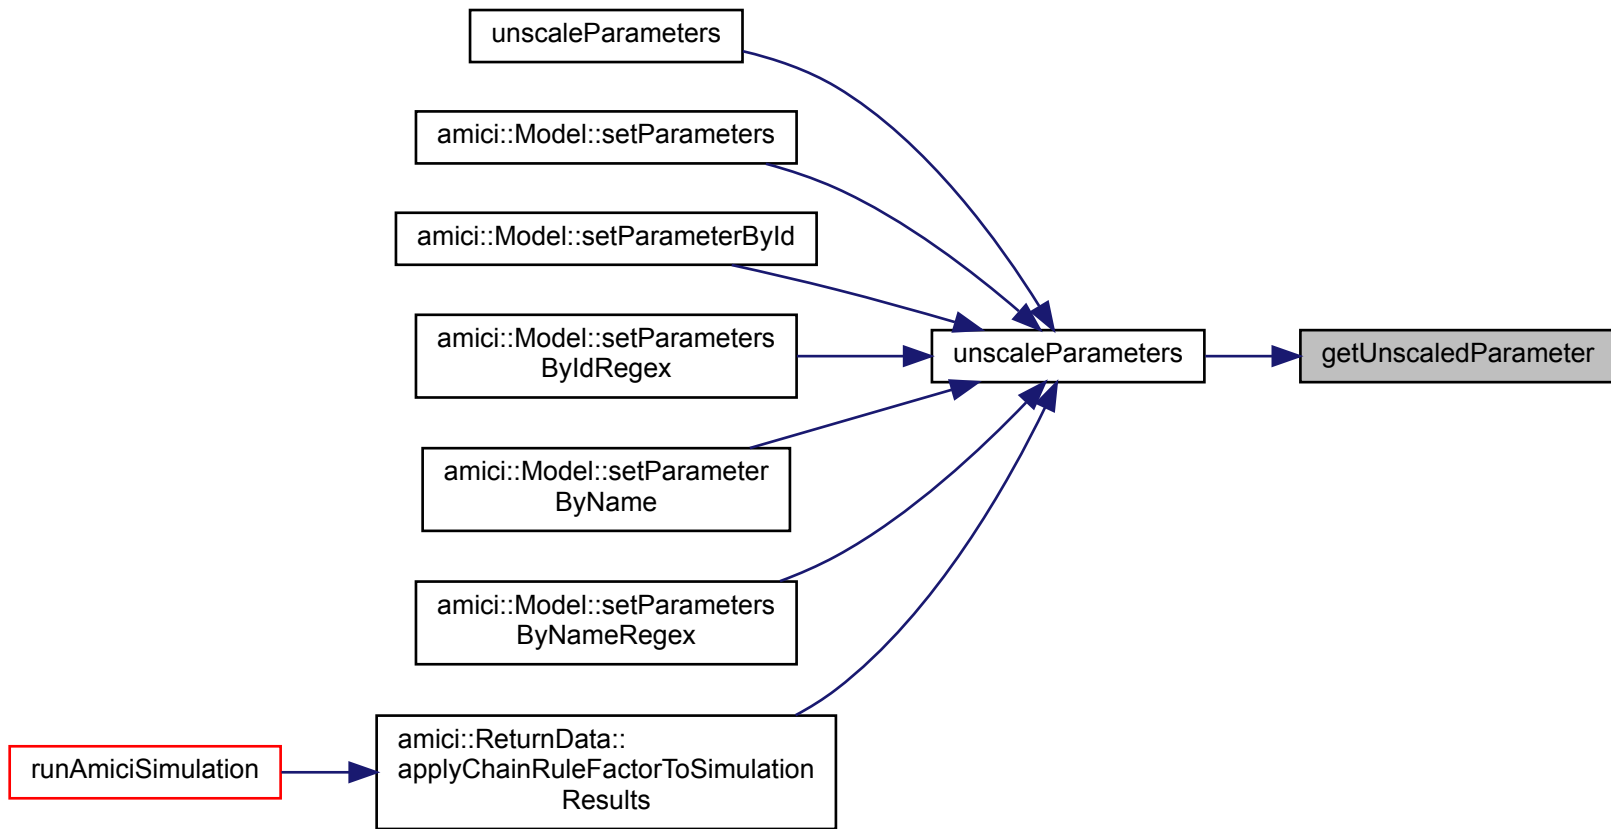 unscaleParameters
amici::Model::setParameters
amici::Model::setParameterById
amici::Model::setParameters
ByIdRegex
unscaleParameters
getUnscaledParameter
amici::Model::setParameter
ByName
amici::Model::setParameters
ByNameRegex
amici::ReturnData::
applyChainRuleFactorToSimulation
Results
runAmiciSimulation